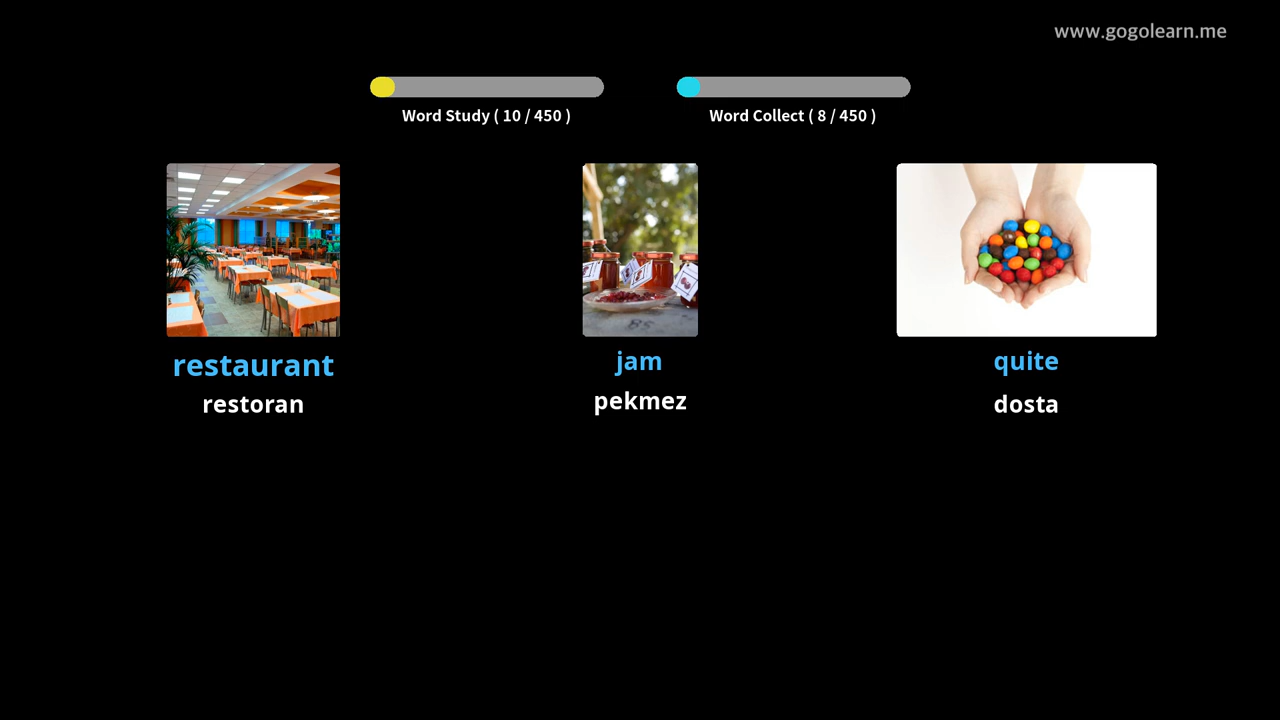 www.gogolearn.me
Word Study ( 10 / 450 )
Word Collect ( 8 / 450 )
restaurant
restoran
jam
pekmez
quite
dosta